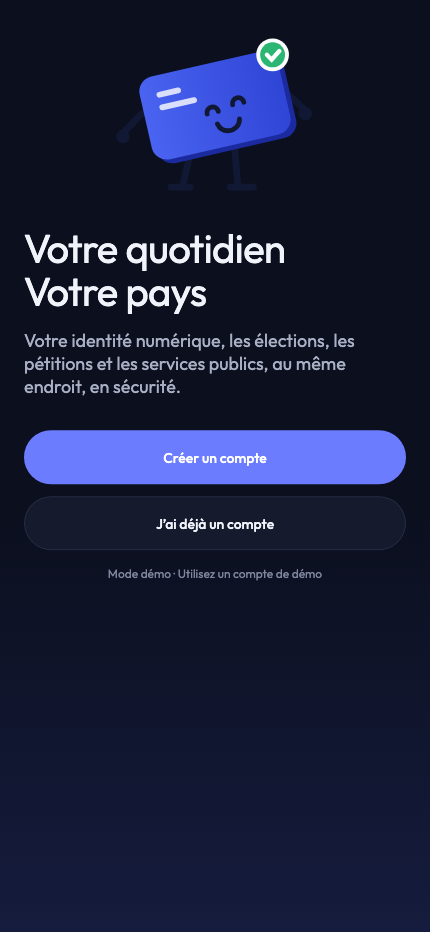 Votre quotidien
Votre pays
Votre identité numérique, les élections, les
pétitions et les services publics, au même
endroit, en sécurité.
Créer un compte
J’ai déjà un compte
Mode démo · Utilisez un compte de démo